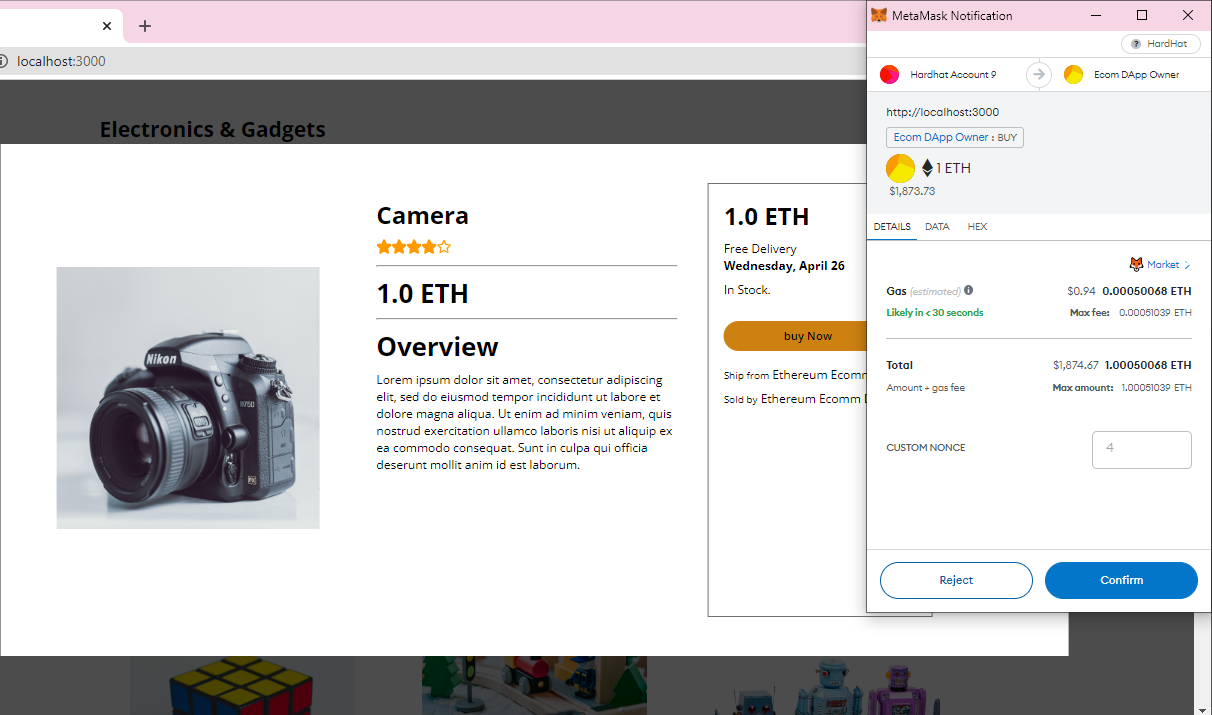 localhost:3000
Electronics & Gadgets
Nikon
D750
FX
Camera
1.0 ETH
Overview
Lorem ipsum dolor sit amet, consectetur adipiscing
elit, sed do eiusmod tempor incididunt ut labore et
dolore magna aliqua. Ut enim ad minim veniam, quis
nostrud exercitation ullamco laboris nisi ut aliquip ex
ea commodo consequat. Sunt in culpa qui officia
deserunt mollit anim id est laborum.
1.0 ETH
Free Delivery
Wednesday, April 26
In Stock.
buy Now
Ship from Ethereum Ecomm
Sold by Ethereum Ecomm
MetaMask Notification
HardHat
Hardhat Account 9
Ecom DApp Owner
http://localhost:3000
Ecom DApp Owner : BUY
1 ETH
$1,873.73
DETAILS DATA HEX
Market
Gas (estimated) $0.94 0.00050068 ETH
Likely in < 30 seconds Max fee: 0.00051039 ETH
Total $1,874.67 1.00050068 ETH
Amount + gas fee Max amount: 1.00051039 ETH
CUSTOM NONCE 4
Reject Confirm